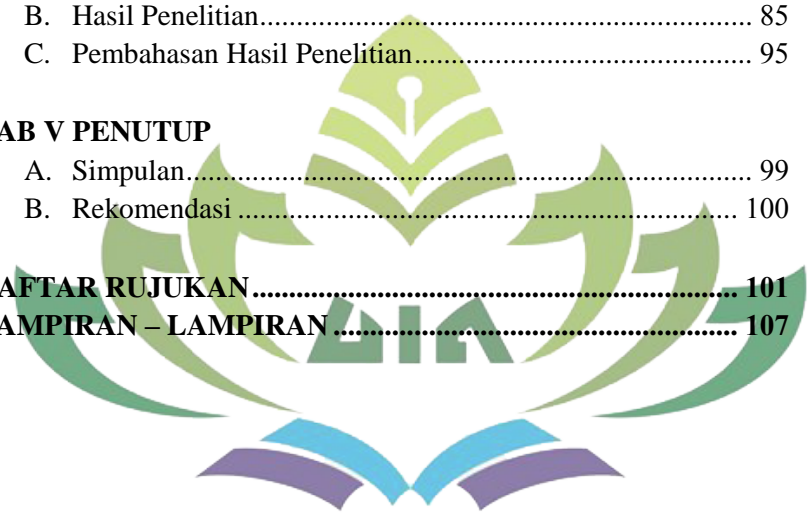 B. Hasil Penelitian........................................................................ 85
C. Pembahasan Hasil Penelitian.................................................. 95
AB V PENUTUP
A. Simpulan................................................................................. 99
B. Rekomendasi ........................................................................ 100
AFTAR RUJUKAN.................................................................. 101
AMPIRAN – LAMPIRAN ....................................................... 107
UIN